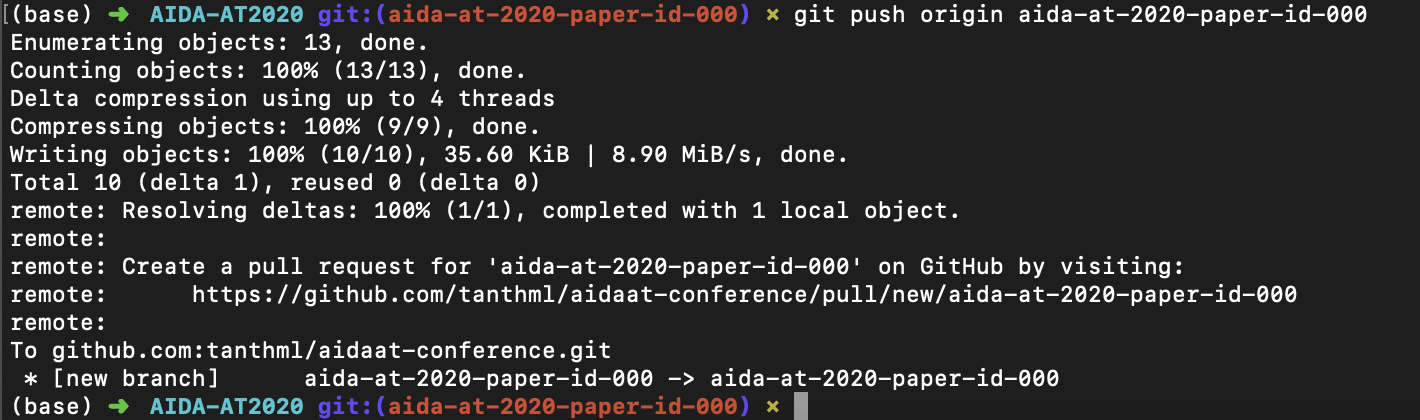 [(base) ➜ AIDA-AT2020 git:(aida-at-2020-paper-id-000) ✗ git push origin aida-at-2020-paper-id-000
Enumerating objects: 13, done.
Counting objects: 100% (13/13), done.
Delta compression using up to 4 threads
Compressing objects: 100% (9/9), done.
Writing objects: 100% (10/10), 35.60 KiB | 8.90 MiB/s, done.
Total 10 (delta 1), reused 0 (delta 0)
remote: Resolving deltas: 100% (1/1), completed with 1 local object.
remote:
remote: Create a pull request for 'aida-at-2020-paper-id-000' on GitHub by visiting:
remote:      https://github.com/tanthml/aidaat-conference/pull/new/aida-at-2020-paper-id-000
remote:
To github.com:tanthml/aidaat-conference.git
 * [new branch]      aida-at-2020-paper-id-000 -> aida-at-2020-paper-id-000
(base) ➜ AIDA-AT2020 git:(aida-at-2020-paper-id-000) ✗